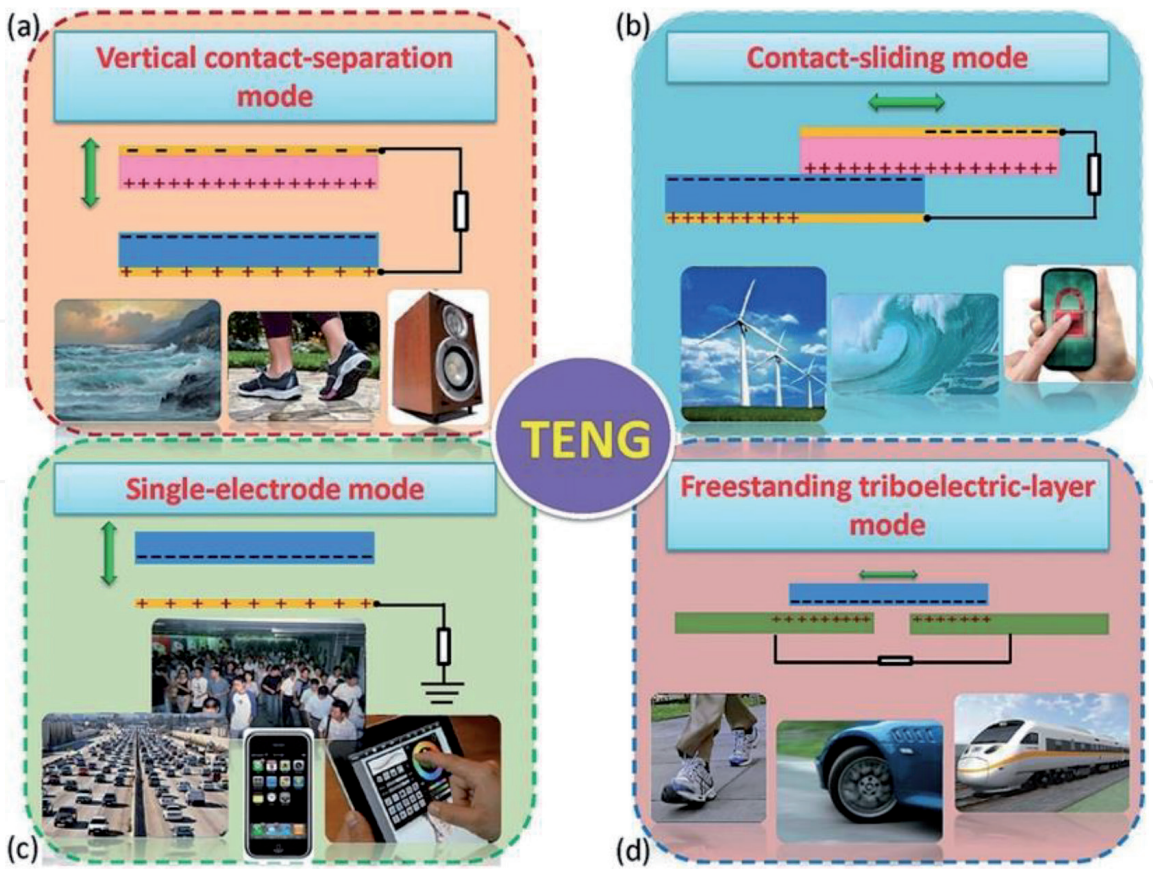 (a)
Vertical contact-separation
mode
(b)
Contact-sliding mode
TENG
Single-electrode mode
(c)
Freestanding triboelectric-layer
mode
(d)